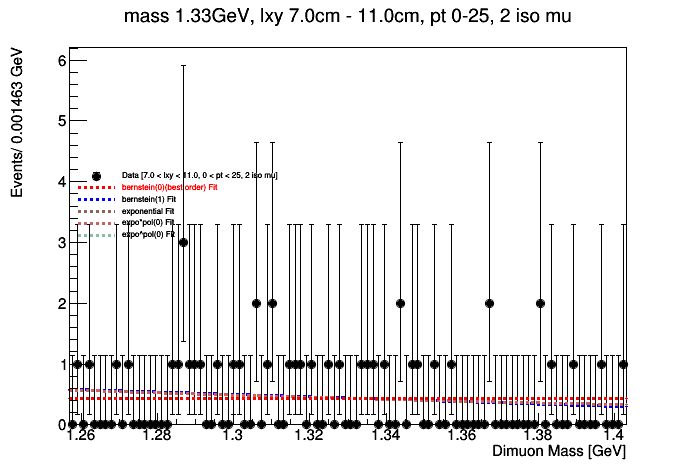 mass 1.33GeV, lxy 7.0cm - 11.0cm, pt 0-25, 2 iso mu
Events/ 0.001463 GeV
6
5
4
3
2
1
0
Data [7.0 < lxy < 11.0, 0 < pt < 25, 2 iso mu]
bernstein(0)(best order) Fit
bernstein(1) Fit
exponential Fit
expo*pol(0) Fit
expo^pol(0) Fit
1.26 1.28 1.3 1.32 1.34 1.36 1.38 1.4
Dimuon Mass [GeV]